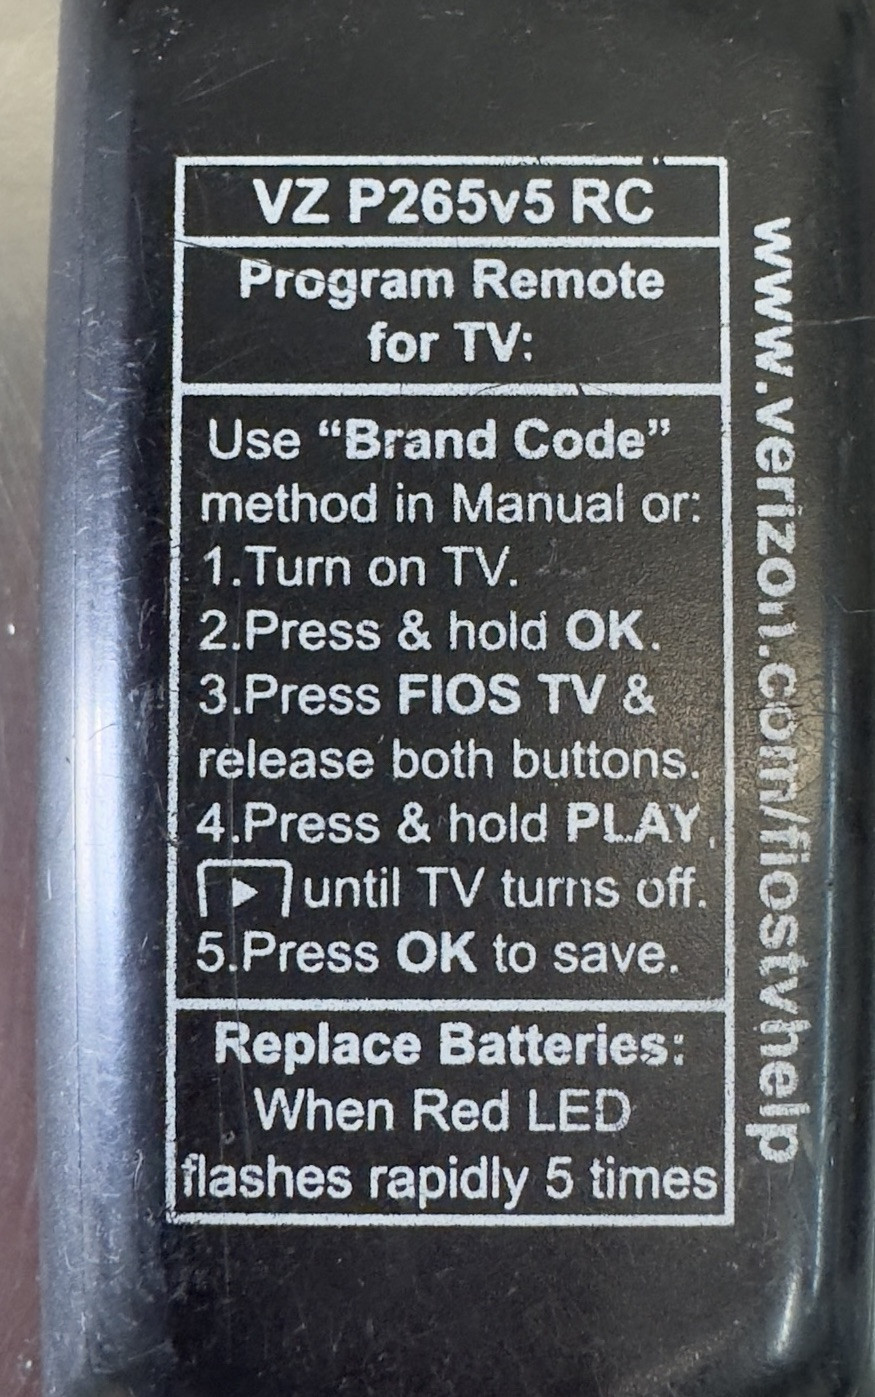 VZ P265v5 RC
Program Remote
for TV:
Use “Brand Code”
method in Manual or:
1.Turn on TV.
2.Press & hold OK.
3.Press FIOS TV &
release both buttons.
4.Press & hold PLAY
until TV turns off.
5.Press OK to save.
Replace Batteries:
When Red LED
flashes rapidly 5 times
www.verizon.com/fiostvhelp